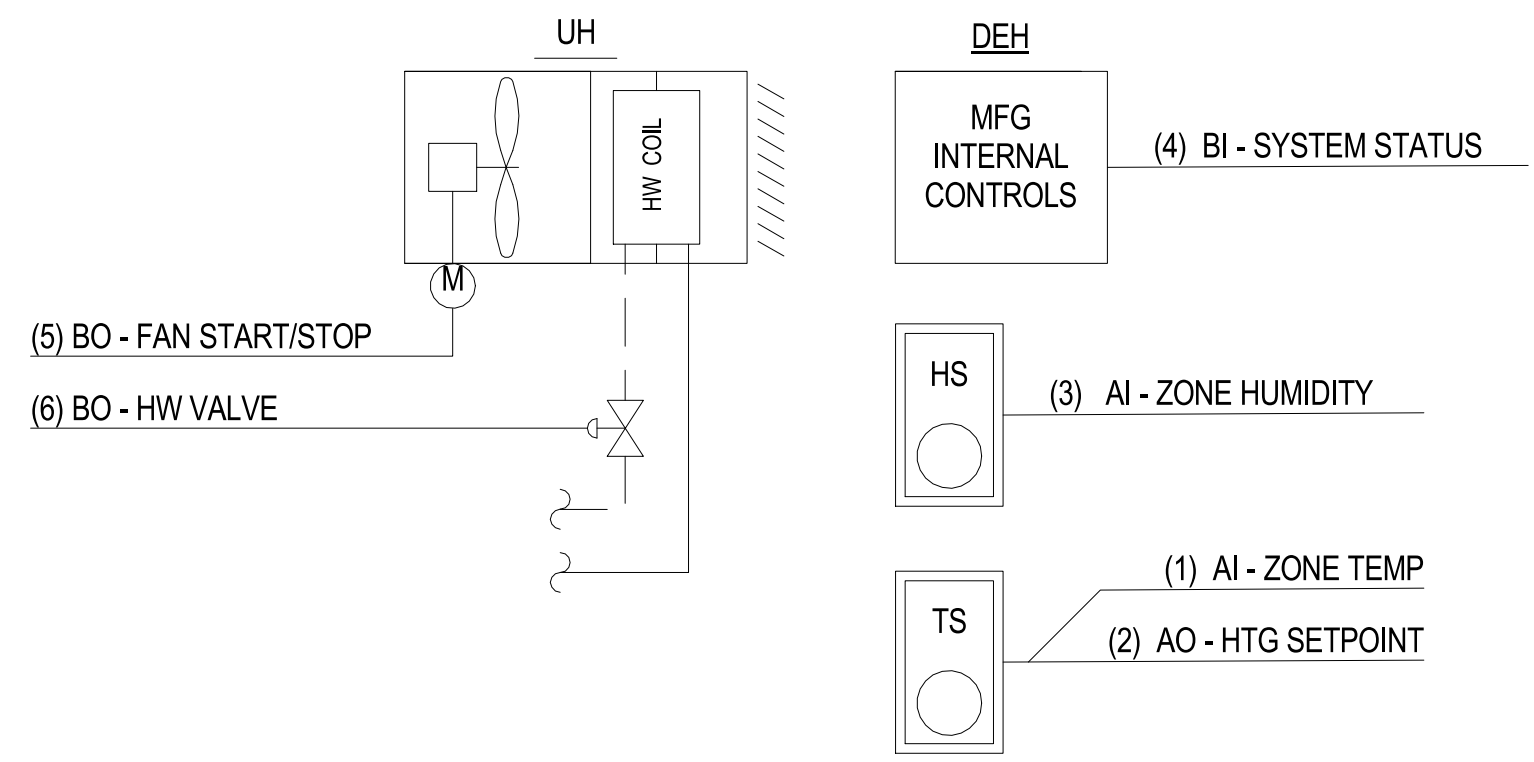 UH
DEH
HW COIL
MFG
INTERNAL
CONTROLS
(4) BI - SYSTEM STATUS
M
(5) BO - FAN START/STOP
(6) BO - HW VALVE
HS
(3) AI - ZONE HUMIDITY
TS
(1) AI - ZONE TEMP
(2) AO - HTG SETPOINT